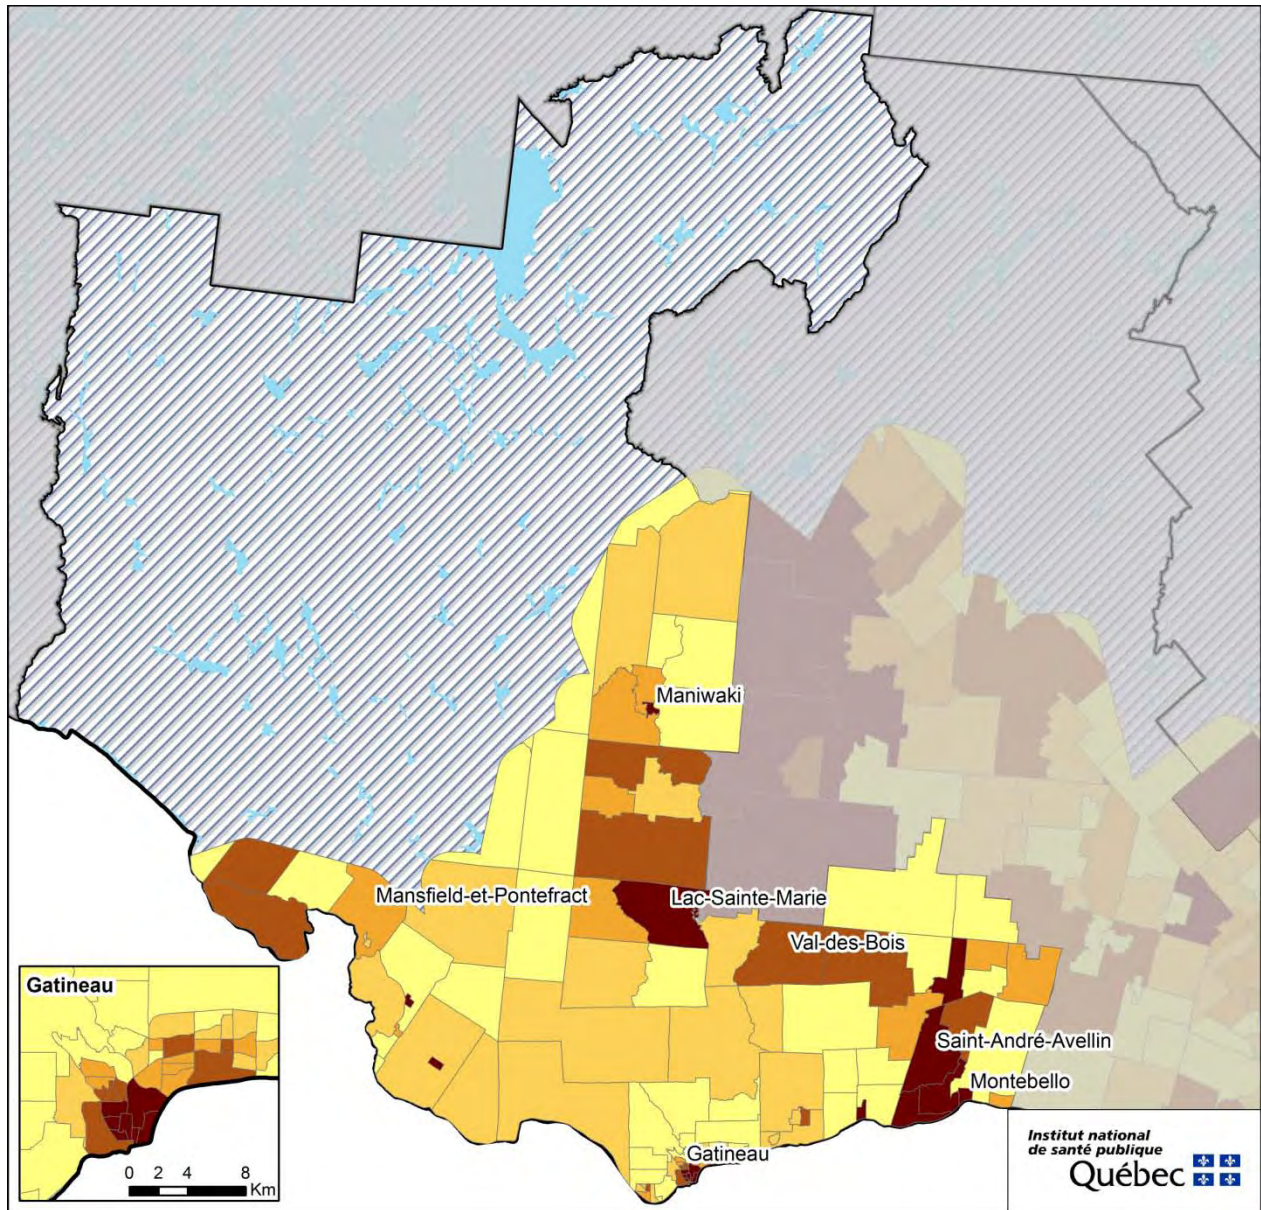 Maniwaki
Mansfield-et-Pontefract
Lac-Sainte-Marie
Val-des-Bois
Gatineau
Saint-André-Avellin
Montebello
Gatineau
0 2 4 8
Km
Institut national
de santé publique
Québec